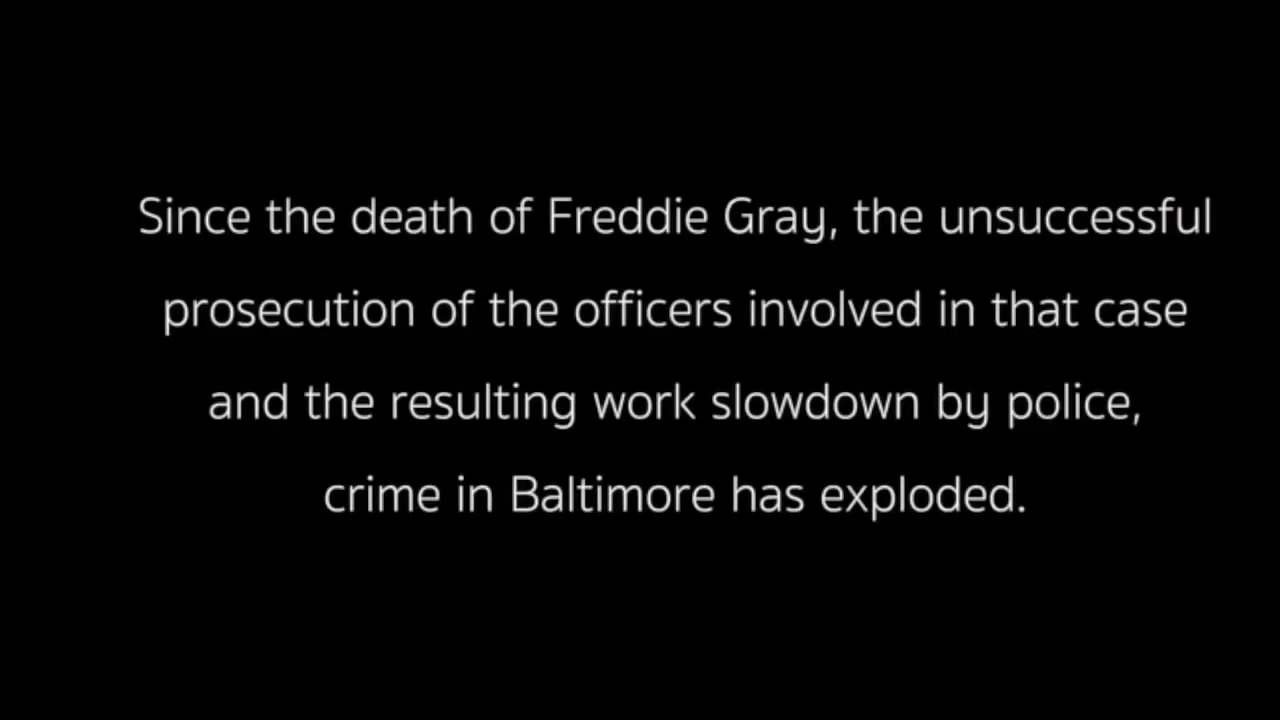 Since the death of Freddie Gray, the unsuccessful
prosecution of the officers involved in that case
and the resulting work slowdown by police,
crime in Baltimore has exploded.